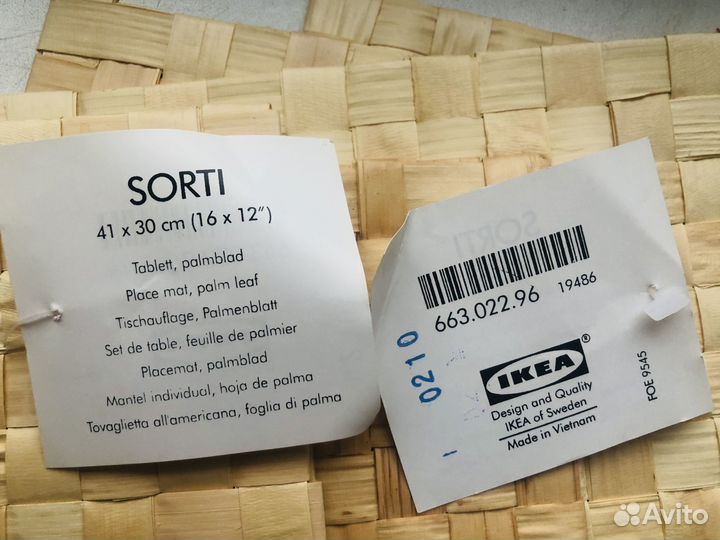 SORTI
41 x 30 cm (16 x 12")
Tablett, palmblad
Place mat, palm leaf
Tischauflage, Palmenblatt
Set de table, feuille de palmier
Placemat, palmblad
Mantel individual, hoja de palma
Tovaglietta all'americana, foglia di palma
663.022.96 19486
0210
IKEA®
Design and Quality
IKEA of Sweden
Made in Vietnam
FOE 9545
Avito